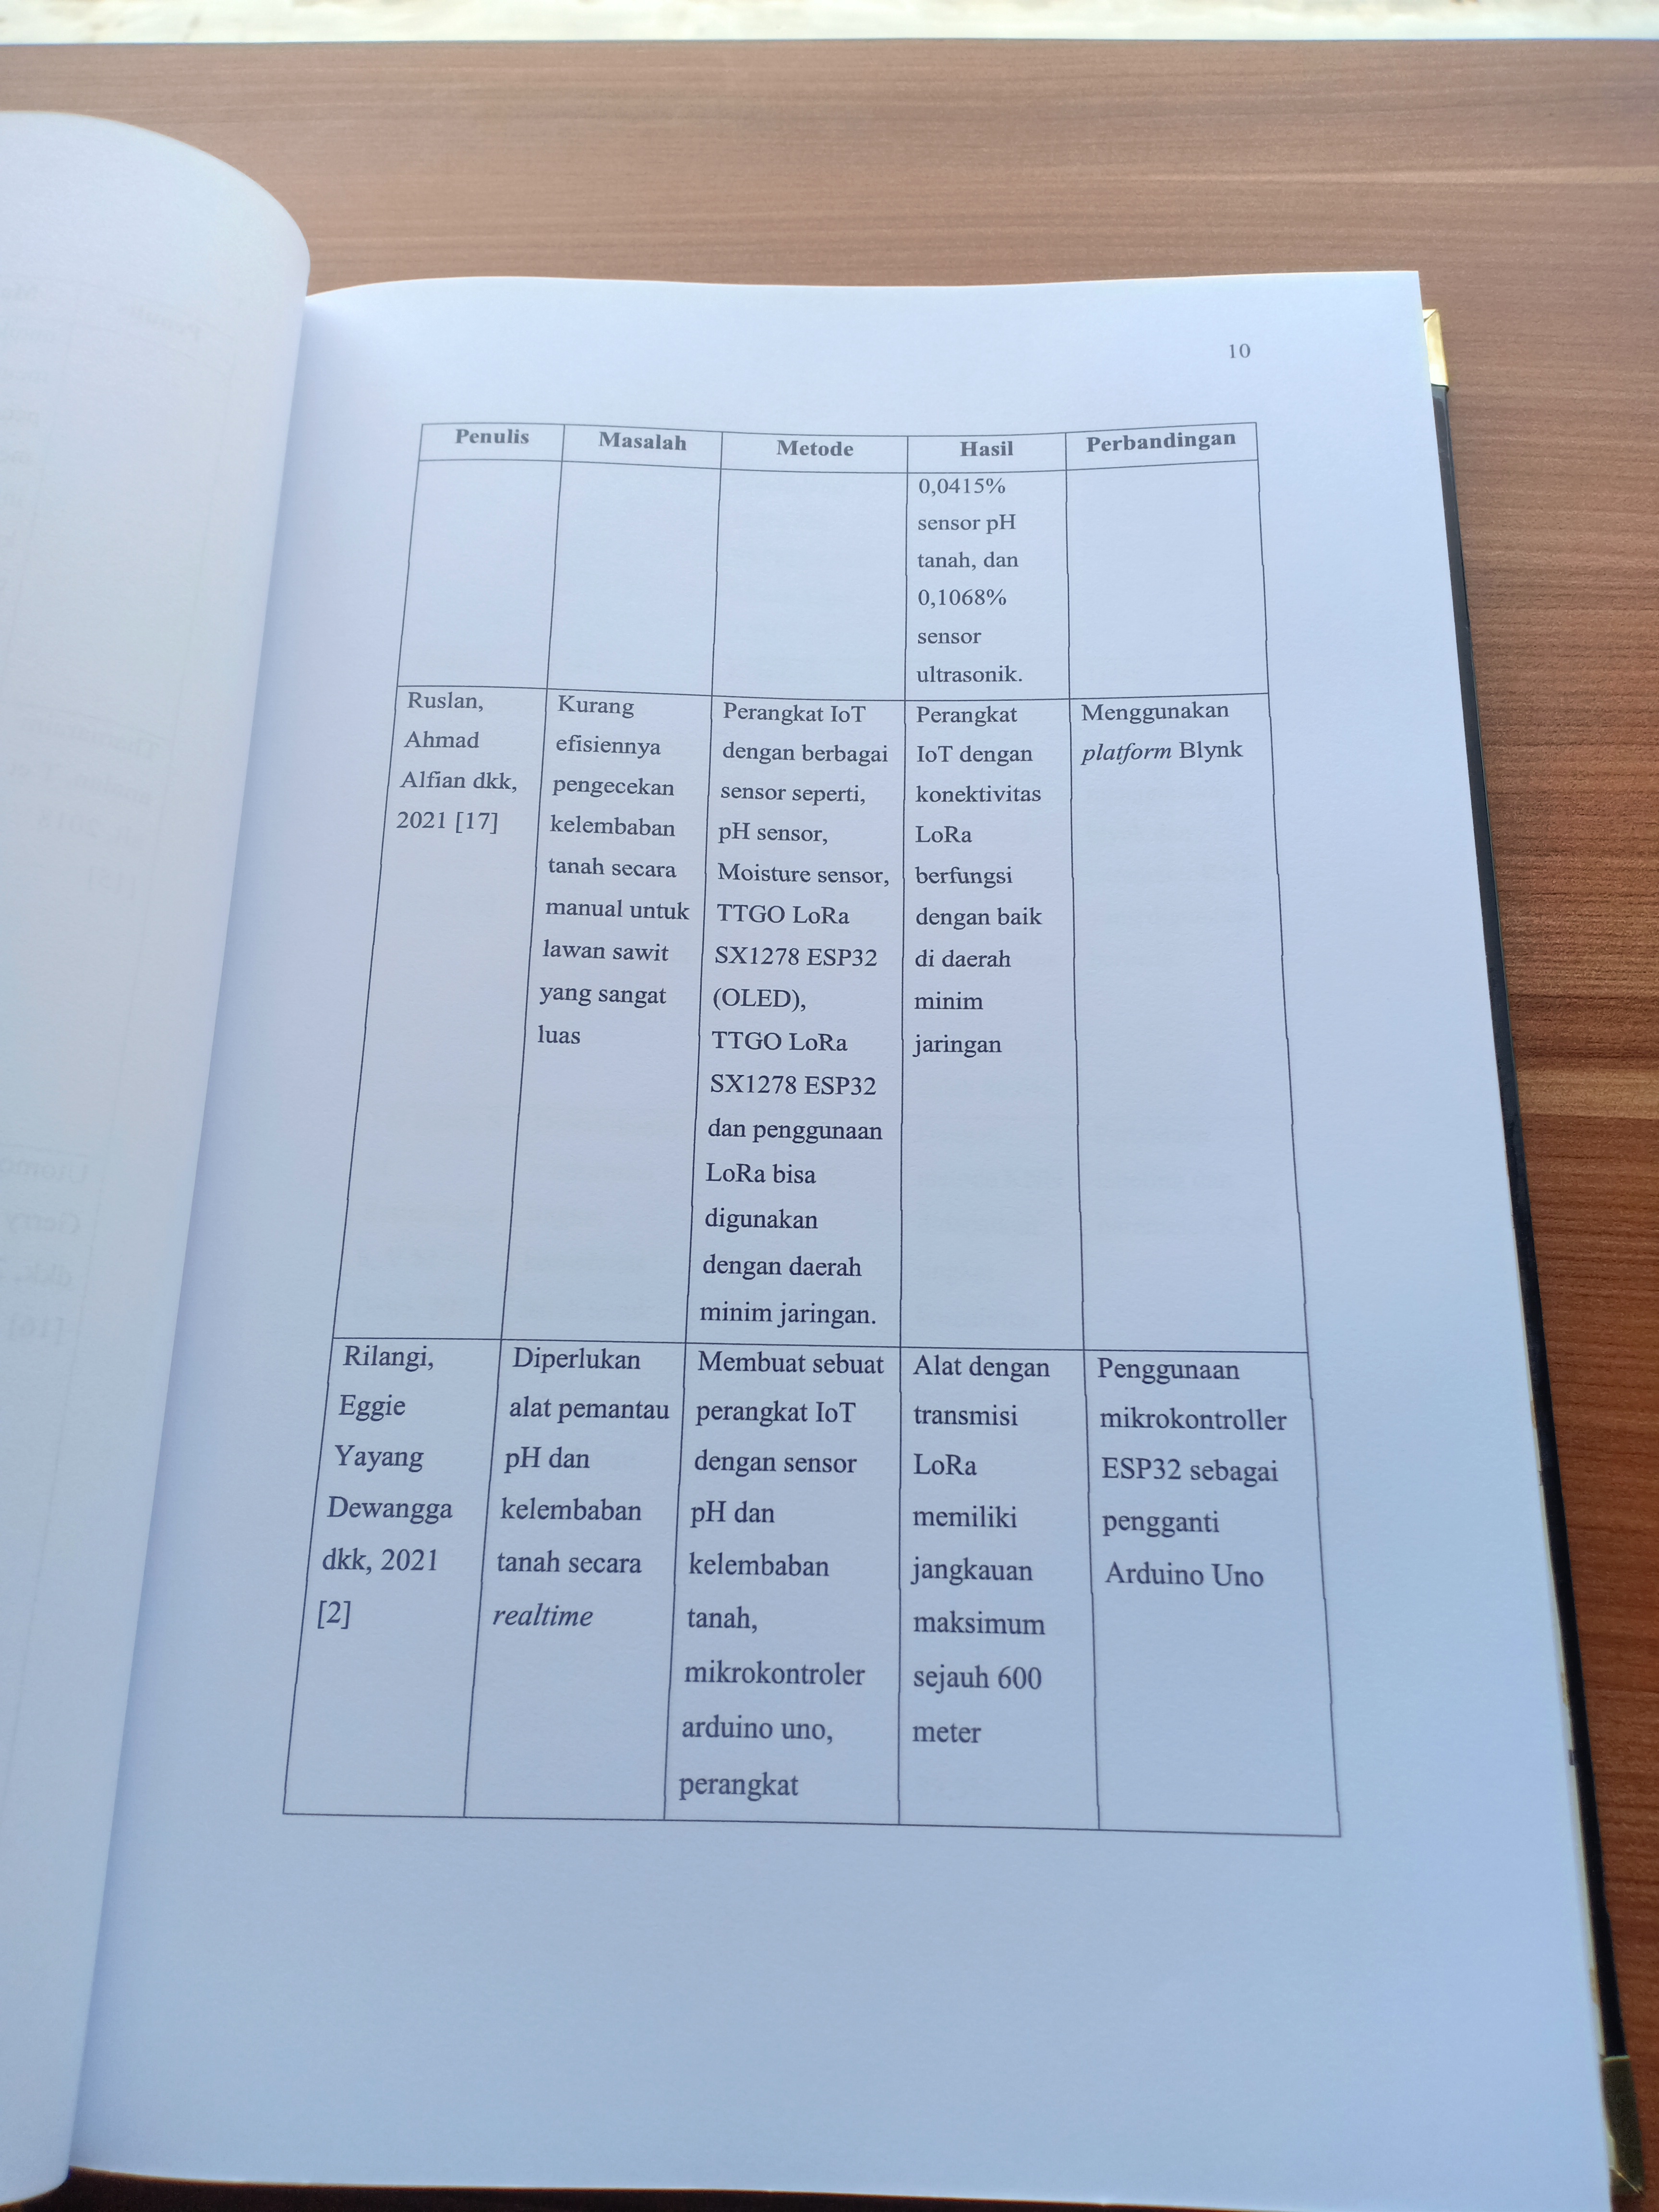 10
Penulis Masalah Metode Hasil Perbandingan
0,0415%
sensor pH
tanah, dan
0,1068%
sensor
ultrasonik.
Ruslan,
Ahmad
Alfian dkk,
2021 [17]
Kurang
efisiennya
pengecekan
kelembaban
tanah secara
manual untuk
lawan sawit
yang sangat
luas
Perangkat IoT
dengan berbagai
sensor seperti,
pH sensor,
Moisture sensor,
TTGO LoRa
SX1278 ESP32
(OLED),
TTGO LoRa
SX1278 ESP32
dan penggunaan
LoRa bisa
digunakan
dengan daerah
minim jaringan.
Perangkat
IoT dengan
konektivitas
LoRa
berfungsi
dengan baik
di daerah
minim
jaringan
Menggunakan
platform Blynk
Rilangi,
Eggie
Yayang
Dewangga
dkk, 2021
[2]
Diperlukan
alat pemantau
pH dan
kelembaban
tanah secara
realtime
Membuat sebuat
perangkat IoT
dengan sensor
pH dan
kelembaban
tanah,
mikrokontroler
arduino uno,
perangkat
Alat dengan
transmisi
LoRa
memiliki
jangkauan
maksimum
sejauh 600
meter
Penggunaan
mikrokontroller
ESP32 sebagai
pengganti
Arduino Uno